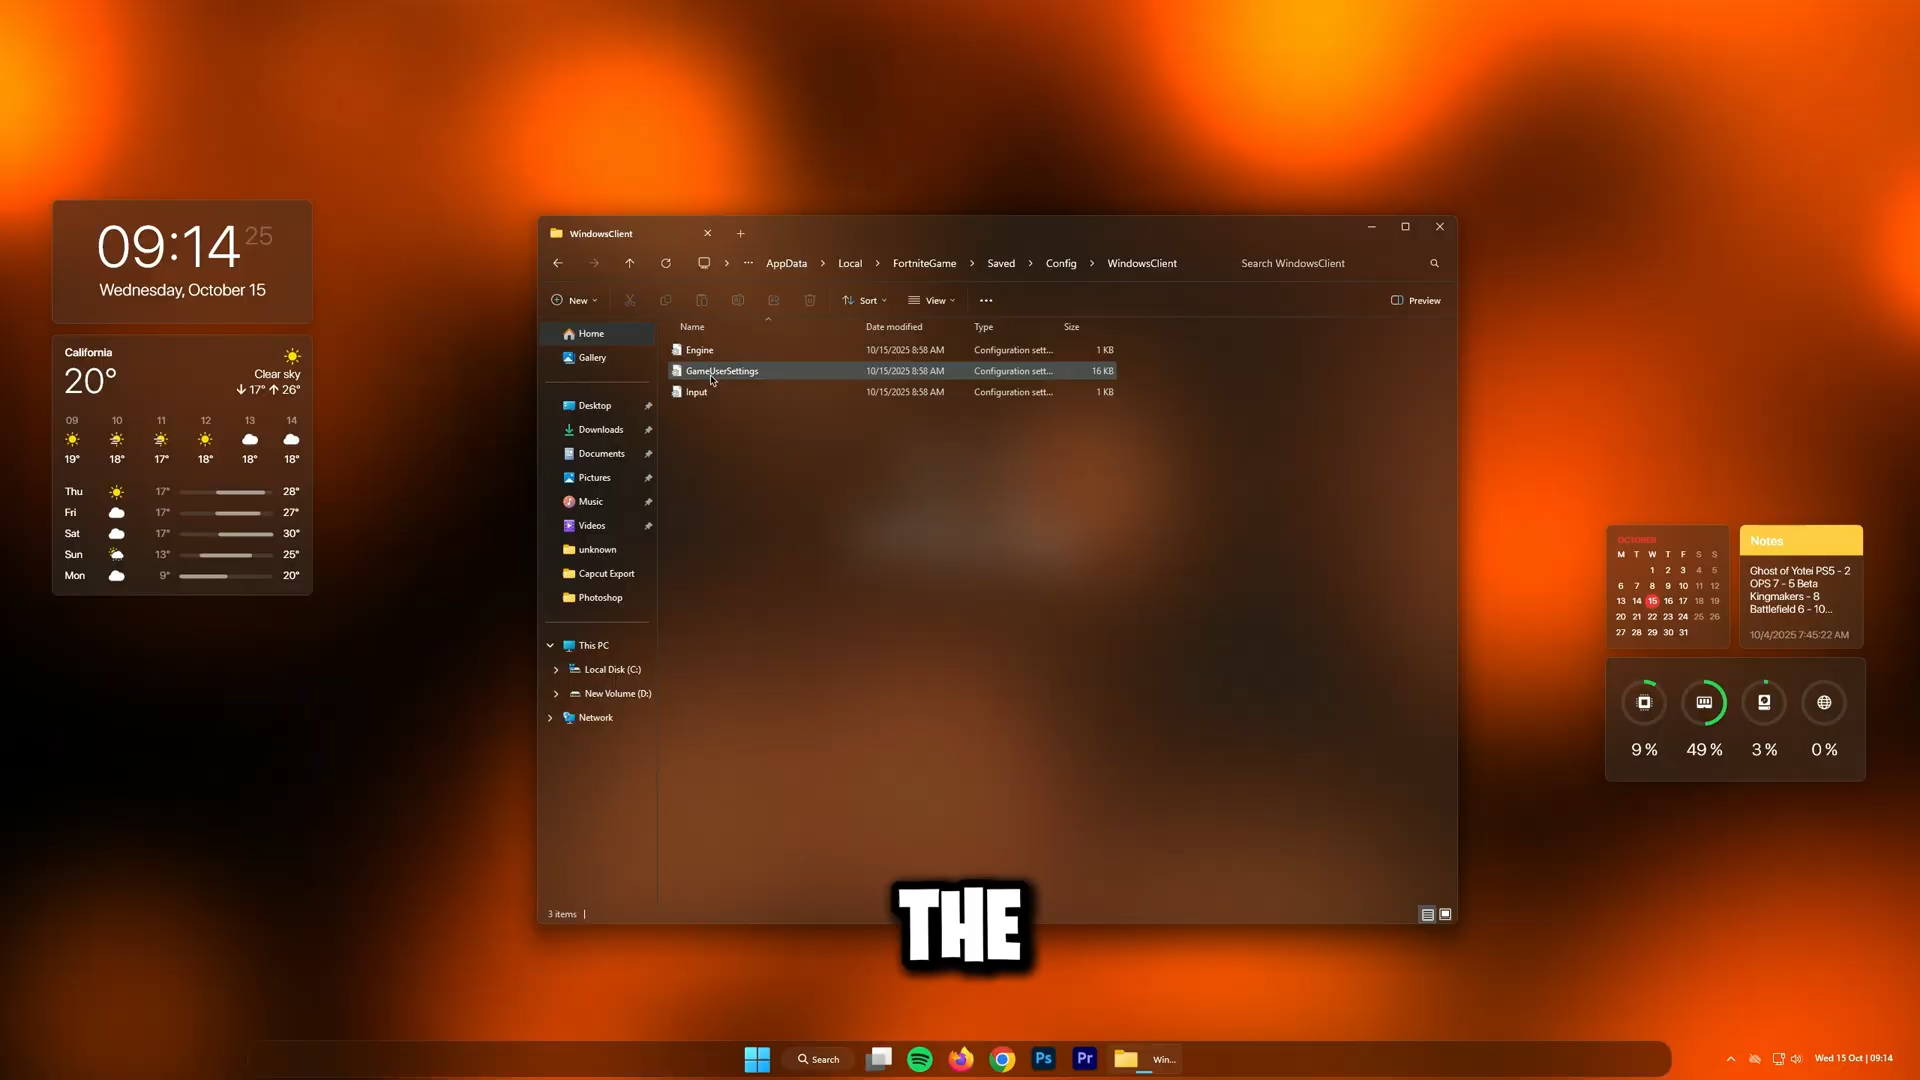 09:14 25
Wednesday, October 15
California
20°
Clear sky
↓ 17° ↑ 26°
09 10 11 12 13 14
19° 18° 17° 18° 18° 18°
Thu 17° 28°
Fri 17° 27°
Sat 17° 30°
Sun 13° 25°
Mon 9° 20°
WindowsClient
AppData > Local > FortniteGame > Saved > Config > WindowsClient
Search WindowsClient
New Sort View ... Preview
Name Date modified Type Size
Engine 10/15/2025 8:58 AM Configuration sett... 1 KB
GameUserSettings 10/15/2025 8:58 AM Configuration sett... 16 KB
Input 10/15/2025 8:58 AM Configuration sett... 1 KB
Home
Gallery
Desktop
Downloads
Documents
Pictures
Music
Videos
unknown
Capcut Export
Photoshop
This PC
Local Disk (C:)
New Volume (D:)
Network
3 items
THE
OCTOBER
M T W T F S S
1 2 3 4 5
6 7 8 9 10 11 12
13 14 15 16 17 18 19
20 21 22 23 24 25 26
27 28 29 30 31
Notes
Ghost of Yotei PS5 - 2
OPS 7 - 5 Beta
Kingmakers - 8
Battlefield 6 - 10...
10/4/2025 7:45:22 AM
9 % 49 % 3 % 0 %
Search
Ps
Pr
Win...
Wed 15 Oct | 09:14